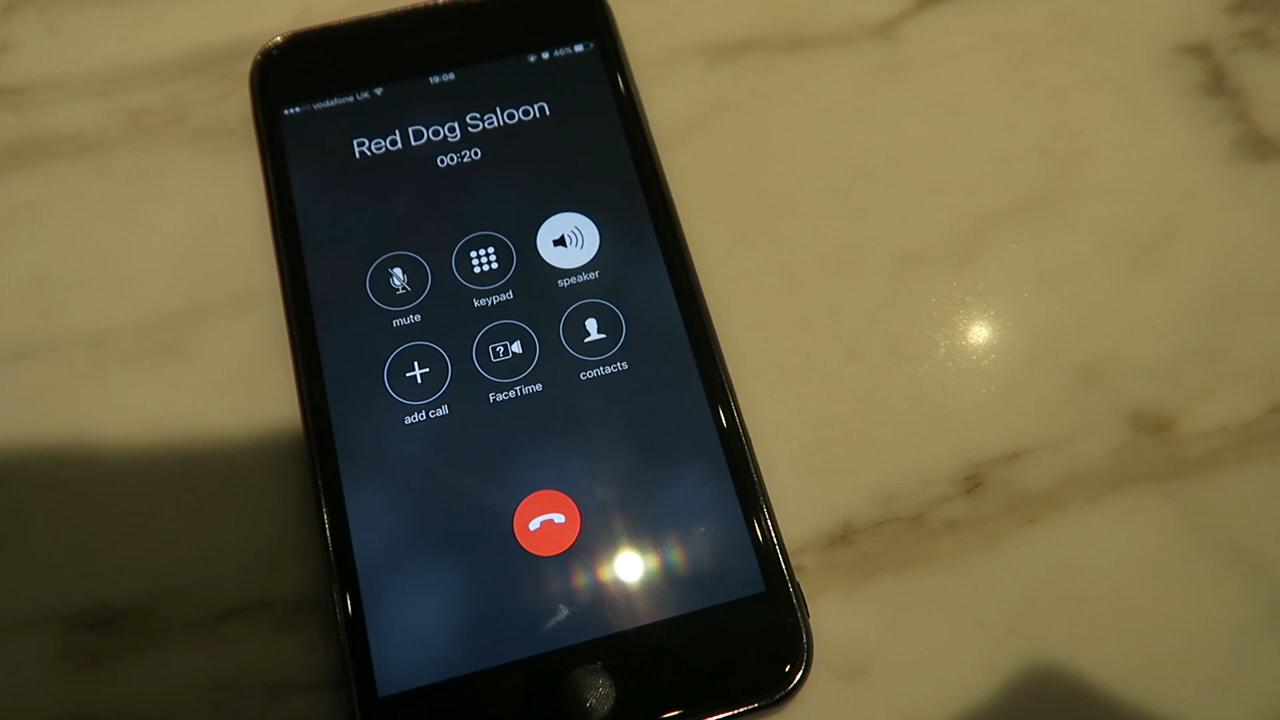 vodafone UK 19:08 46%
Red Dog Saloon
00:20
mute keypad speaker
add call FaceTime contacts